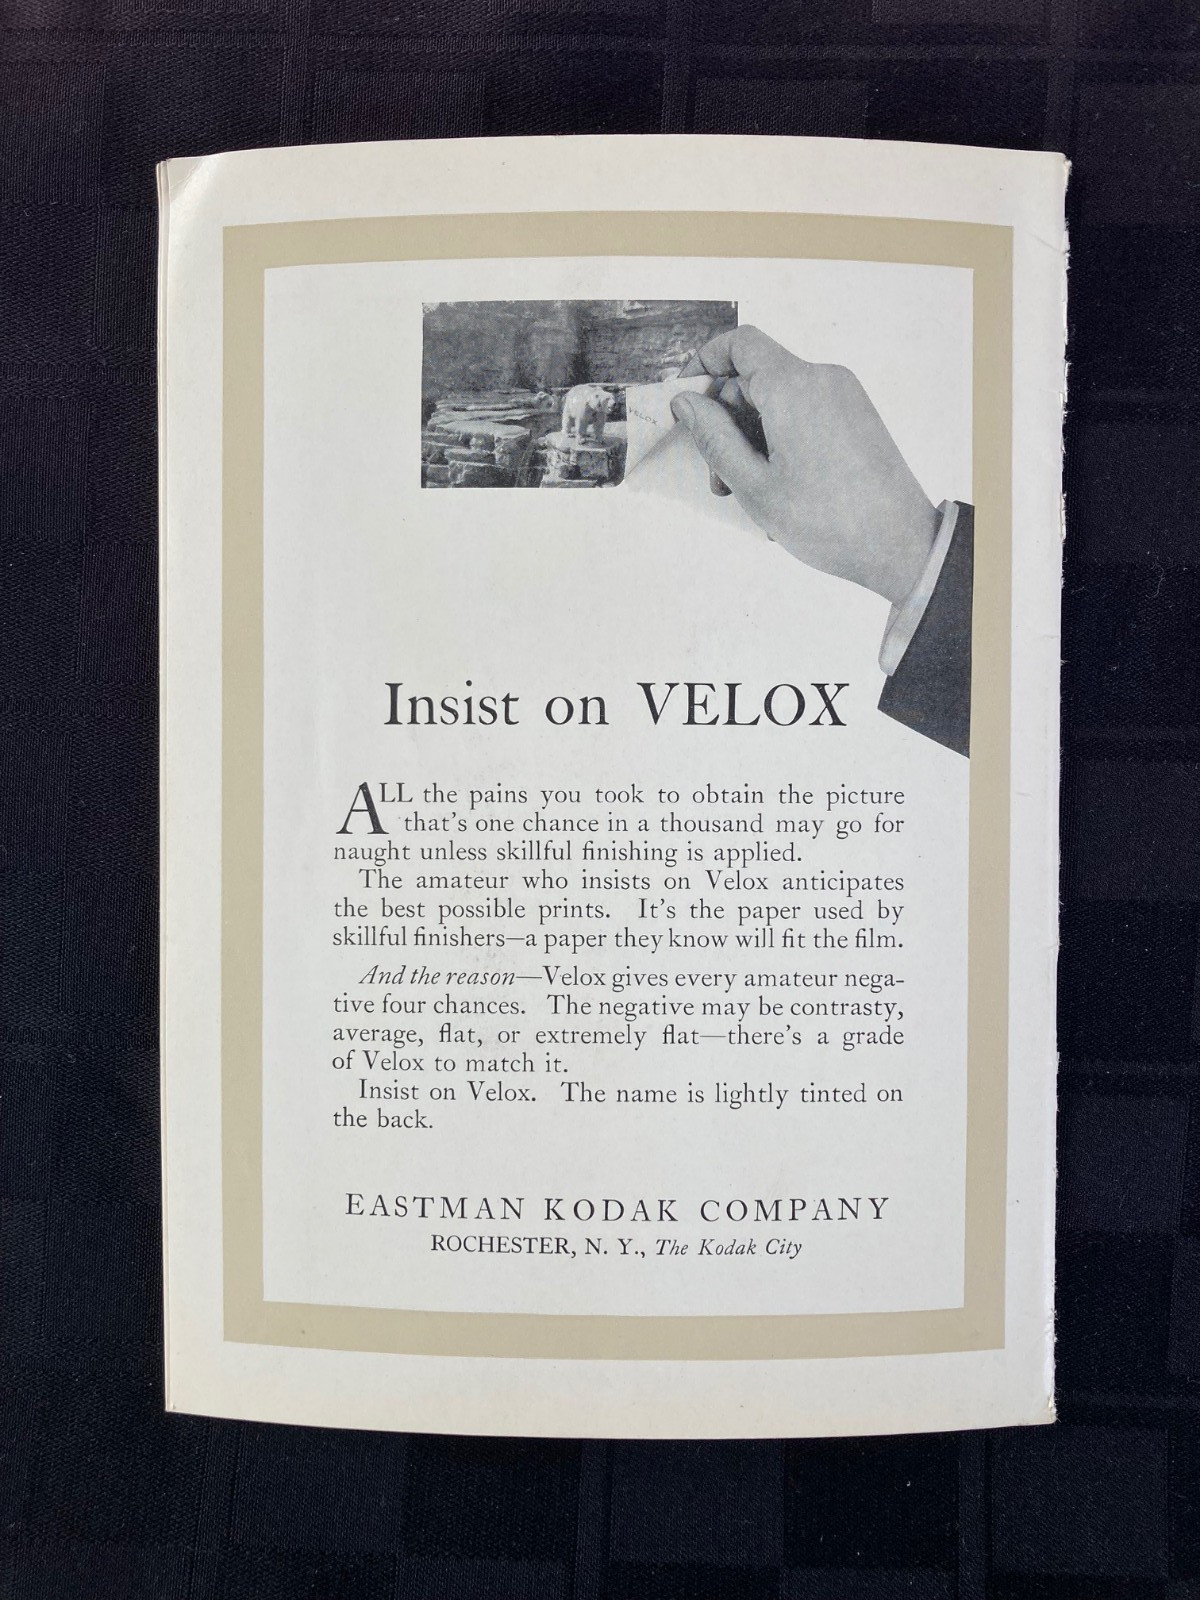 VELOX
Insist on VELOX
ALL the pains you took to obtain the picture
that's one chance in a thousand may go for
naught unless skillful finishing is applied.
The amateur who insists on Velox anticipates
the best possible prints. It's the paper used by
skillful finishers—a paper they know will fit the film.
And the reason—Velox gives every amateur nega-
tive four chances. The negative may be contrasty,
average, flat, or extremely flat—there's a grade
of Velox to match it.
Insist on Velox. The name is lightly tinted on
the back.
EASTMAN KODAK COMPANY
ROCHESTER, N. Y., The Kodak City